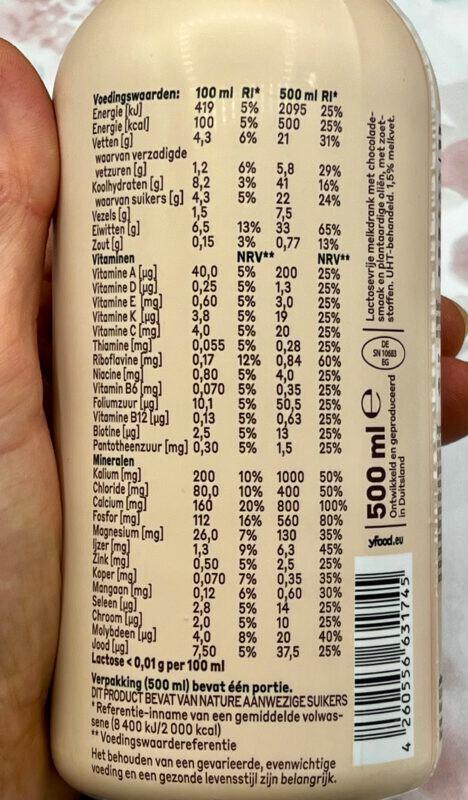 Voedingswaarden: 100 ml RI* 500 ml RI*
Energie [kJ] 419 5% 2095 25%
Energie [kcal] 100 5% 500 25%
Vetten [g] 4,3 6% 21 31%
waarvan verzadigde
vetzuren [g] 1,2 6% 5,8 29%
Koolhydraten [g] 8,2 3% 41 16%
waarvan suikers [g] 4,3 5% 22 24%
Vezels [g] 1,5 7,5
Eiwitten [g] 6,5 13% 33 65%
Zout [g] 0,15 3% 0,77 13%
Vitaminen NRV** NRV**
Vitamine A [µg] 40,0 5% 200 25%
Vitamine D [µg] 0,25 5% 1,3 25%
Vitamine E [mg] 0,60 5% 3,0 25%
Vitamine K [µg] 3,8 5% 19 25%
Vitamine C [mg] 4,0 5% 20 25%
Thiamine [mg] 0,055 5% 0,28 25%
Riboflavine [mg] 0,17 12% 0,84 60%
Niacine [mg] 0,80 5% 4,0 25%
Vitamin B6 [mg] 0,070 5% 0,35 25%
Foliumzuur [µg] 10,1 5% 50,5 25%
Vitamine B12 [µg] 0,13 5% 0,63 25%
Biotine [µg] 2,5 5% 13 25%
Pantotheenzuur [mg] 0,30 5% 1,5 25%
Mineralen
Kalium [mg] 200 10% 1000 50%
Chloride [mg] 80,0 10% 400 50%
Calcium [mg] 160 20% 800 100%
Fosfor [mg] 112 16% 560 80%
Magnesium [mg] 26,0 7% 130 35%
Ijzer [mg] 1,3 9% 6,3 45%
Zink [mg] 0,50 5% 2,5 25%
Koper [mg] 0,070 7% 0,35 35%
Mangaan [mg] 0,12 6% 0,60 30%
Seleen [µg] 2,8 5% 14 25%
Chroom [µg] 2,0 5% 10 25%
Molybdeen [µg] 4,0 8% 20 40%
Jood [µg] 7,50 5% 37,5 25%
Lactose < 0,01 g per 100 ml
Verpakking (500 ml) bevat één portie.
DIT PRODUCT BEVAT VAN NATURE AANWEZIGE SUIKERS
* Referentie-inname van een gemiddelde volwas-
sene (8 400 kJ/2 000 kcal)
** Voedingswaardereferentie
Het behouden van een gevarieerde, evenwichtige
voeding en een gezonde levensstijl zijn belangrijk.
Lactosevrije melkdrank met chocolade-
smaak en plantaardige oliën, met zoet-
stoffen. UHT-behandeld. 1,5% melkvet.
DE
SN 10683
EG
500 ml e
Ontwikkeld en geproduceerd
in Duitsland
yfood.eu
4 260556 631745